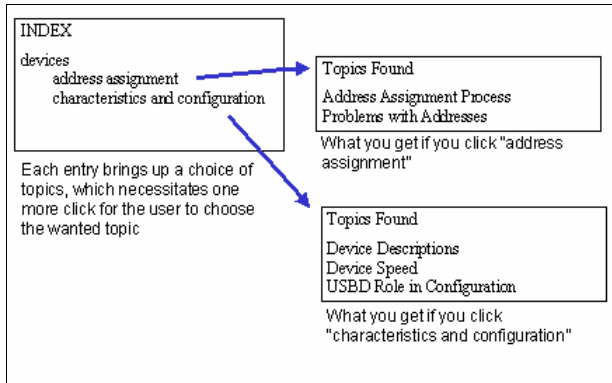 INDEX
devices
address assignment
characteristics and configuration
Each entry brings up a choice of
topics, which necessitates one
more click for the user to choose
the wanted topic
Topics Found
Address Assignment Process
Problems with Addresses
What you get if you click "address
assignment"
Topics Found
Device Descriptions
Device Speed
USBD Role in Configuration
What you get if you click
"characteristics and configuration"